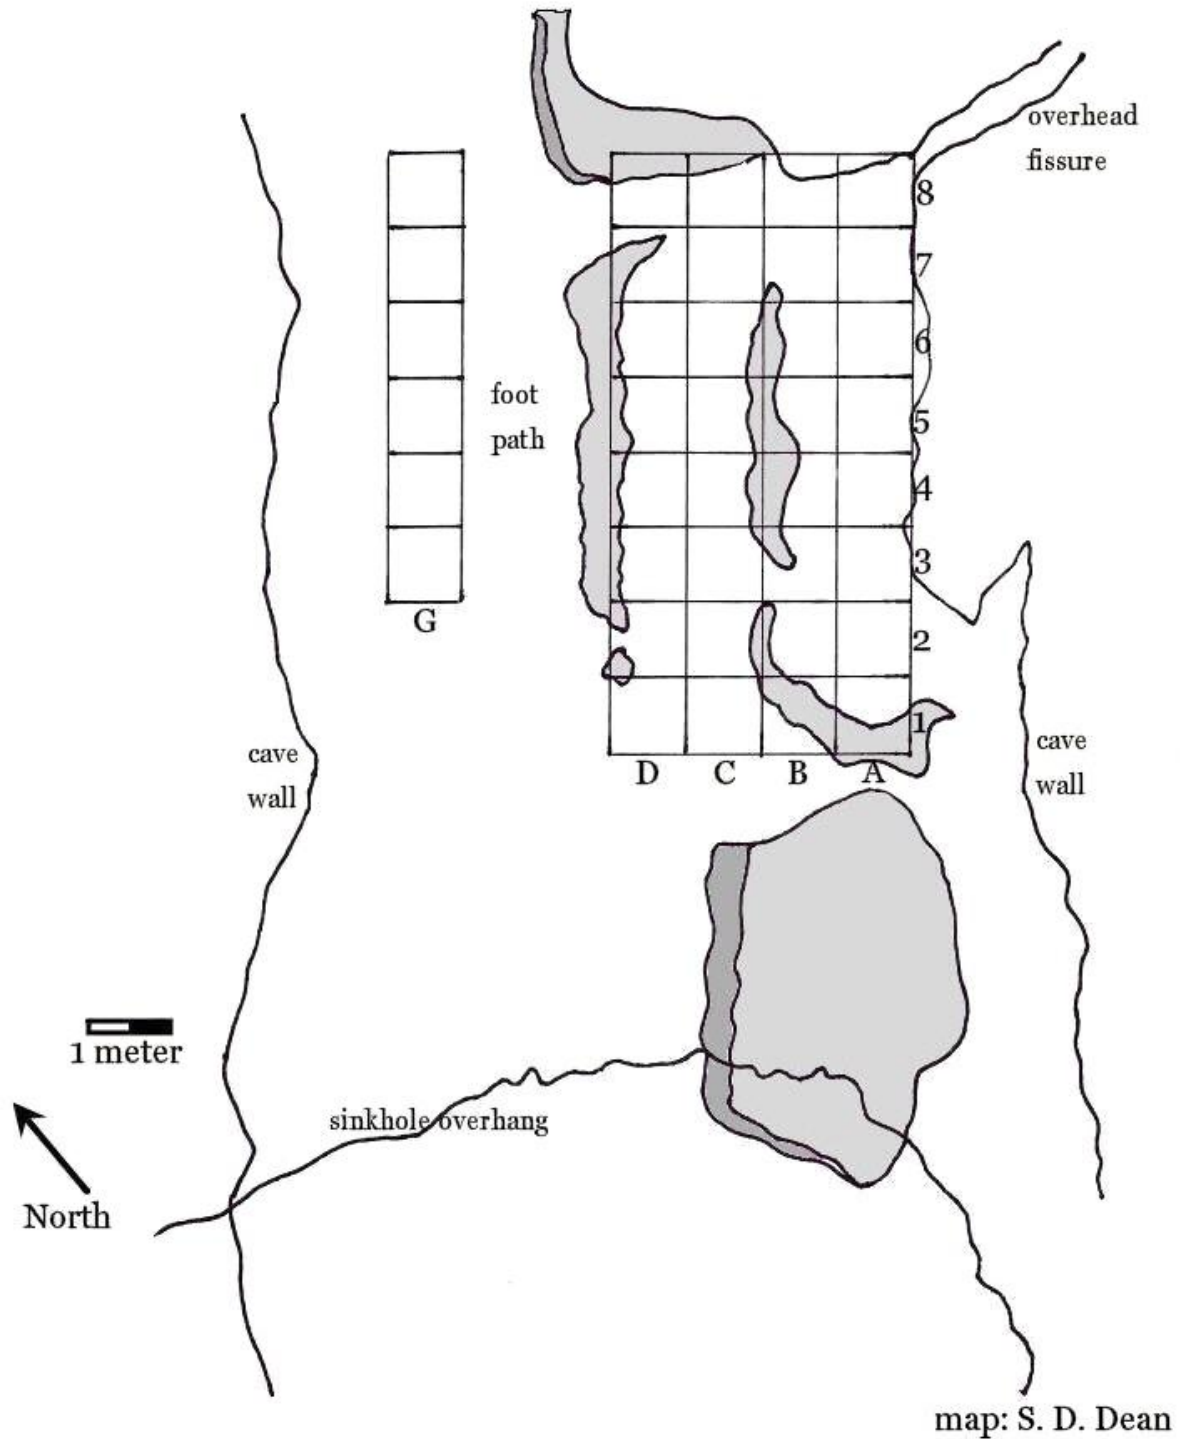 overhead
fissure
8
7
6
foot
path
5
4
3
G
2
1
cave
wall
cave
wall
D C B A
1 meter
sinkhole overhang
North
map: S. D. Dean